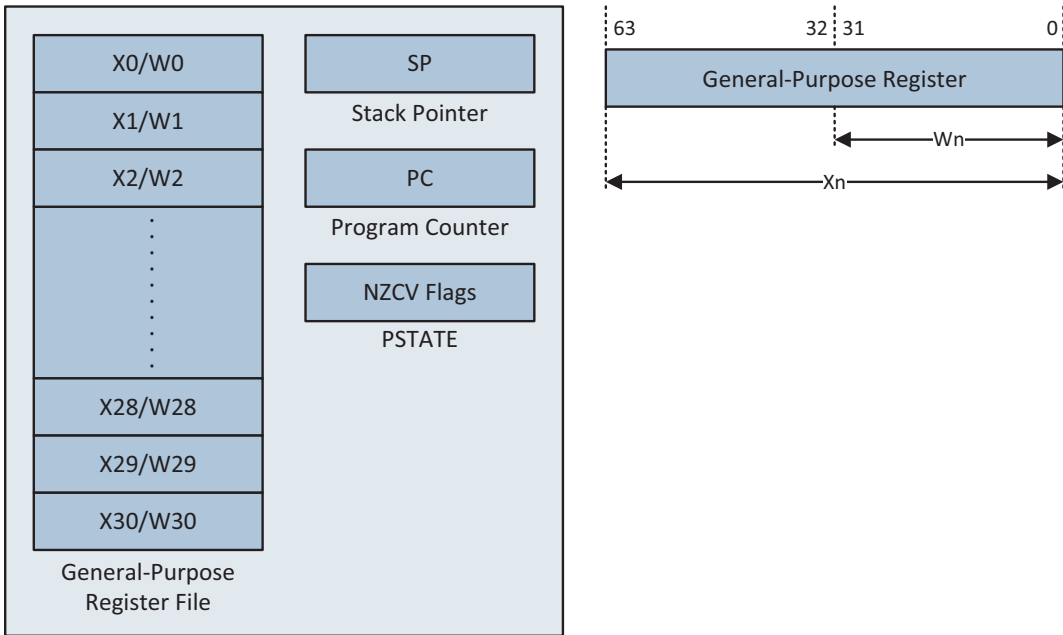 X0/W0
X1/W1
X2/W2
X28/W28
X29/W29
X30/W30
General-Purpose
Register File
SP
Stack Pointer
PC
Program Counter
NZCV Flags
PSTATE
63 32 31 0
General-Purpose Register
Wn
Xn